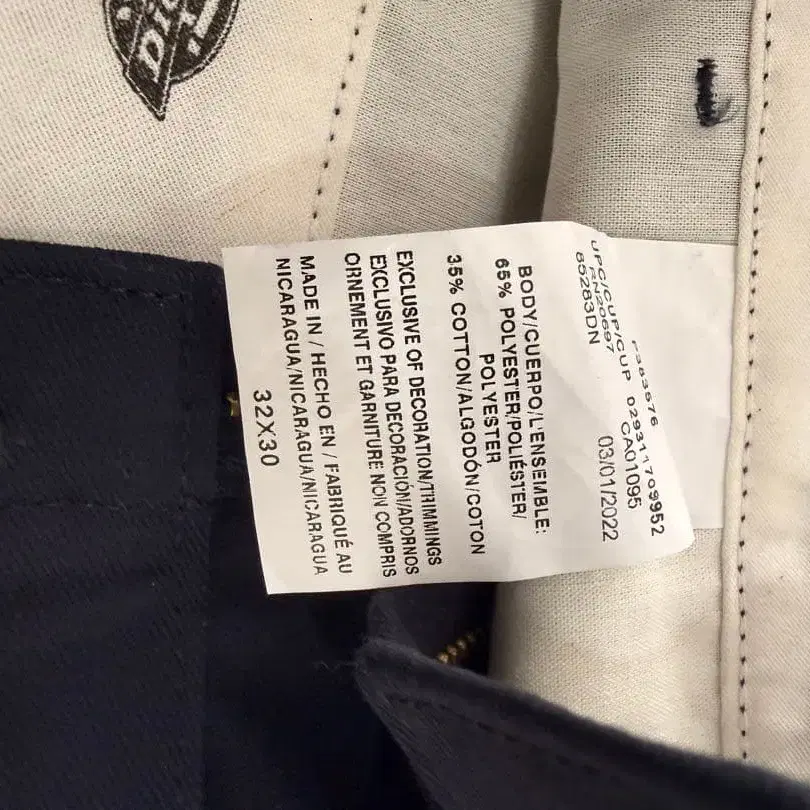 DIC
UPC/CUP/CUP 029311709952
RN20697 CA01095
85283DN 03/01/2022
BODY/CUERPO/L'ENSEMBLE:
65% POLYESTER/POLIÉSTER/
POLYESTER
35% COTTON/ALGODÓN/COTON
EXCLUSIVE OF DECORATION/TRIMMINGS
EXCLUSIVO PARA DECORACIÓN/ADORNOS
ORNEMENT ET GARNITURE NON COMPRIS
MADE IN / HECHO EN / FABRIQUÉ AU
NICARAGUA/NICARAGUA/NICARAGUA
32X30